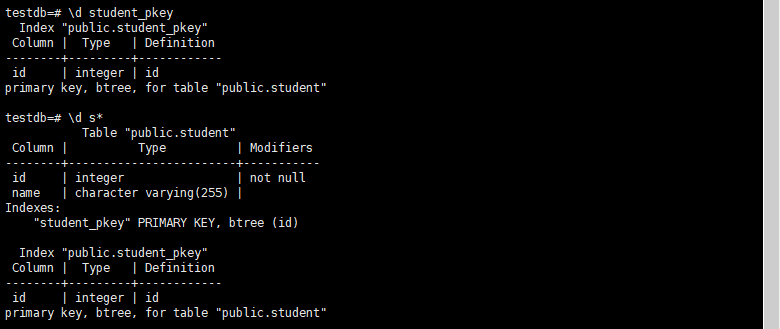 testdb=# \d student_pkey
  Index "public.student_pkey"
 Column |  Type   | Definition
--------+---------+------------
 id     | integer | id
primary key, btree, for table "public.student"

testdb=# \d s*
           Table "public.student"
 Column |          Type          | Modifiers
--------+------------------------+-----------
 id     | integer                | not null
 name   | character varying(255) |
Indexes:
    "student_pkey" PRIMARY KEY, btree (id)

  Index "public.student_pkey"
 Column |  Type   | Definition
--------+---------+------------
 id     | integer | id
primary key, btree, for table "public.student"